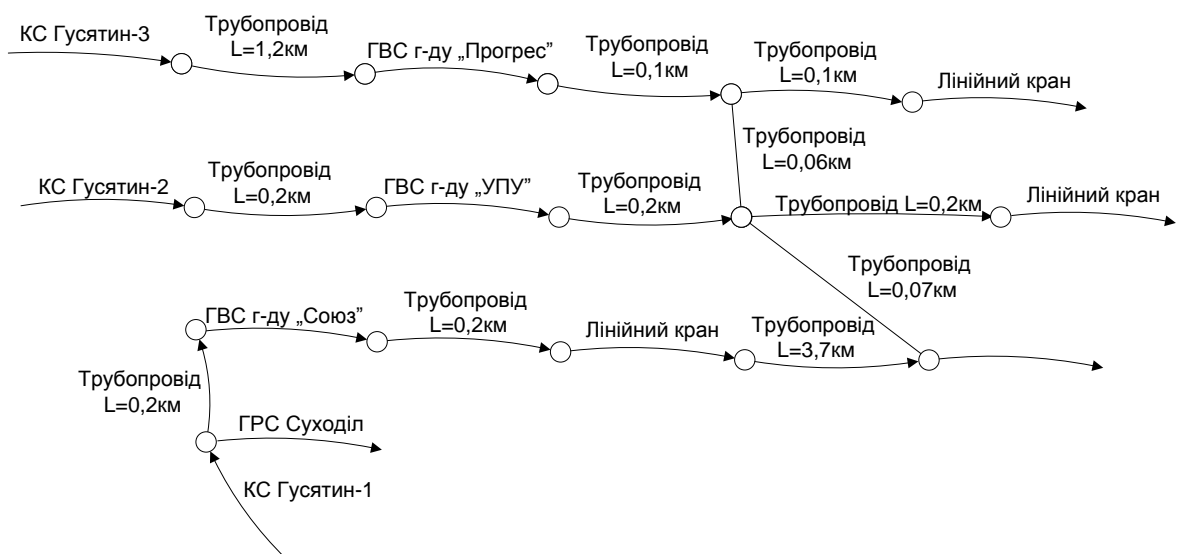 КС Гусятин-3
Трубопровід
L=1,2км
ГВС г-ду „Прогрес”
Трубопровід
L=0,1км
Трубопровід
L=0,1км
Лінійний кран
Трубопровід
L=0,06км
КС Гусятин-2
Трубопровід
L=0,2км
ГВС г-ду „УПУ”
Трубопровід
L=0,2км
Трубопровід L=0,2км
Лінійний кран
Трубопровід
L=0,07км
ГВС г-ду „Союз”
Трубопровід
L=0,2км
Лінійний кран
Трубопровід
L=3,7км
Трубопровід
L=0,2км
ГРС Суходіл
КС Гусятин-1